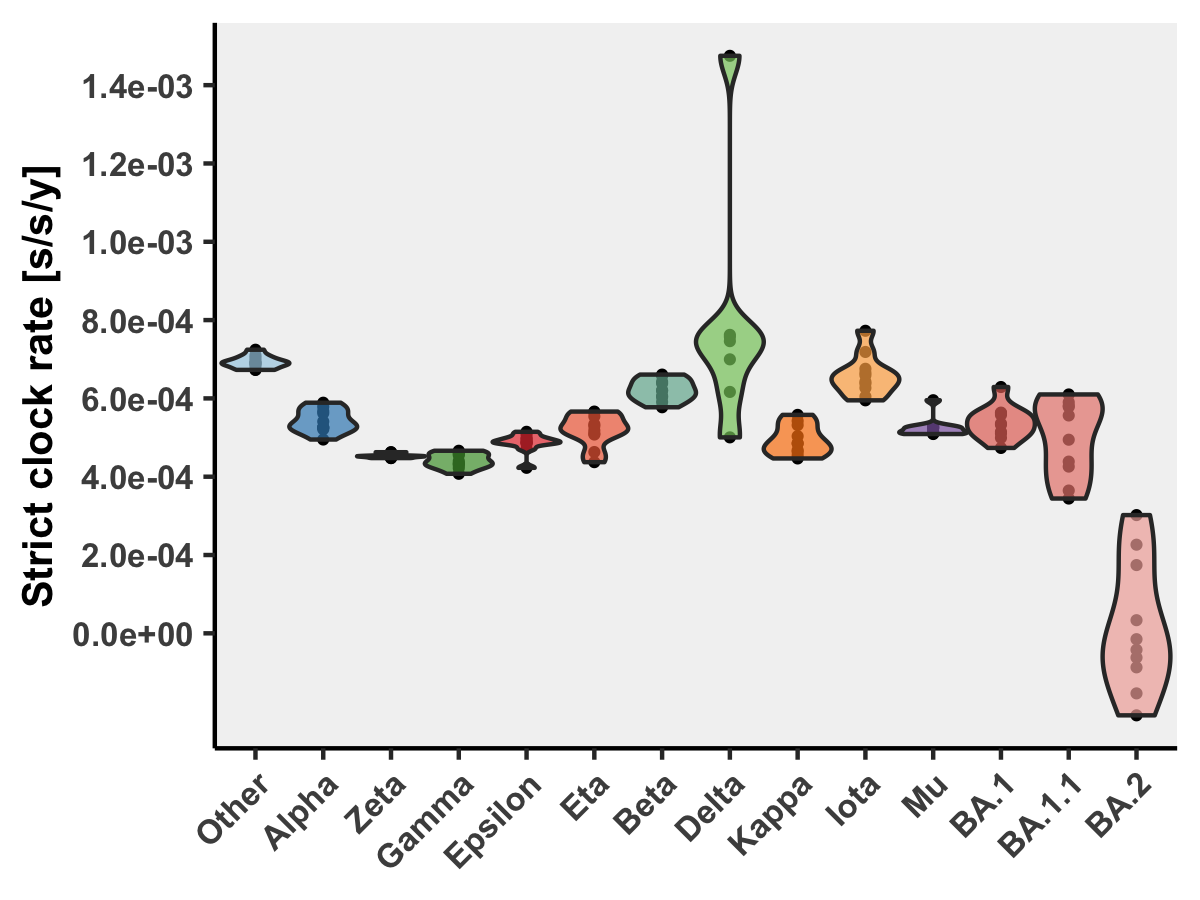 Strict clock rate [s/s/y]
1.4e-03
1.2e-03
1.0e-03
8.0e-04
6.0e-04
4.0e-04
2.0e-04
0.0e+00
Other
Alpha
Zeta
Gamma
Epsilon
Eta
Beta
Delta
Kappa
Iota
Mu
BA.1
BA.1.1
BA.2